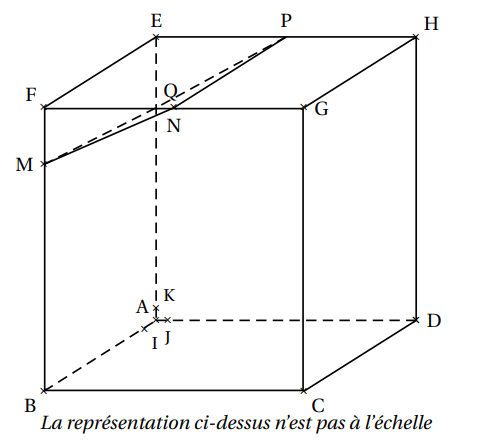 E P H
F Q G
N
M
A K
I J D
B C
La représentation ci-dessus n'est pas à l'échelle